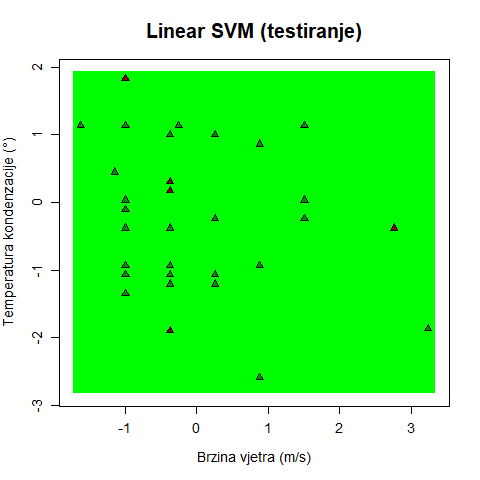 Linear SVM (testiranje)
Temperatura kondenzacije (°)
2
1
0
-1
-2
-3
-1 0 1 2 3
Brzina vjetra (m/s)